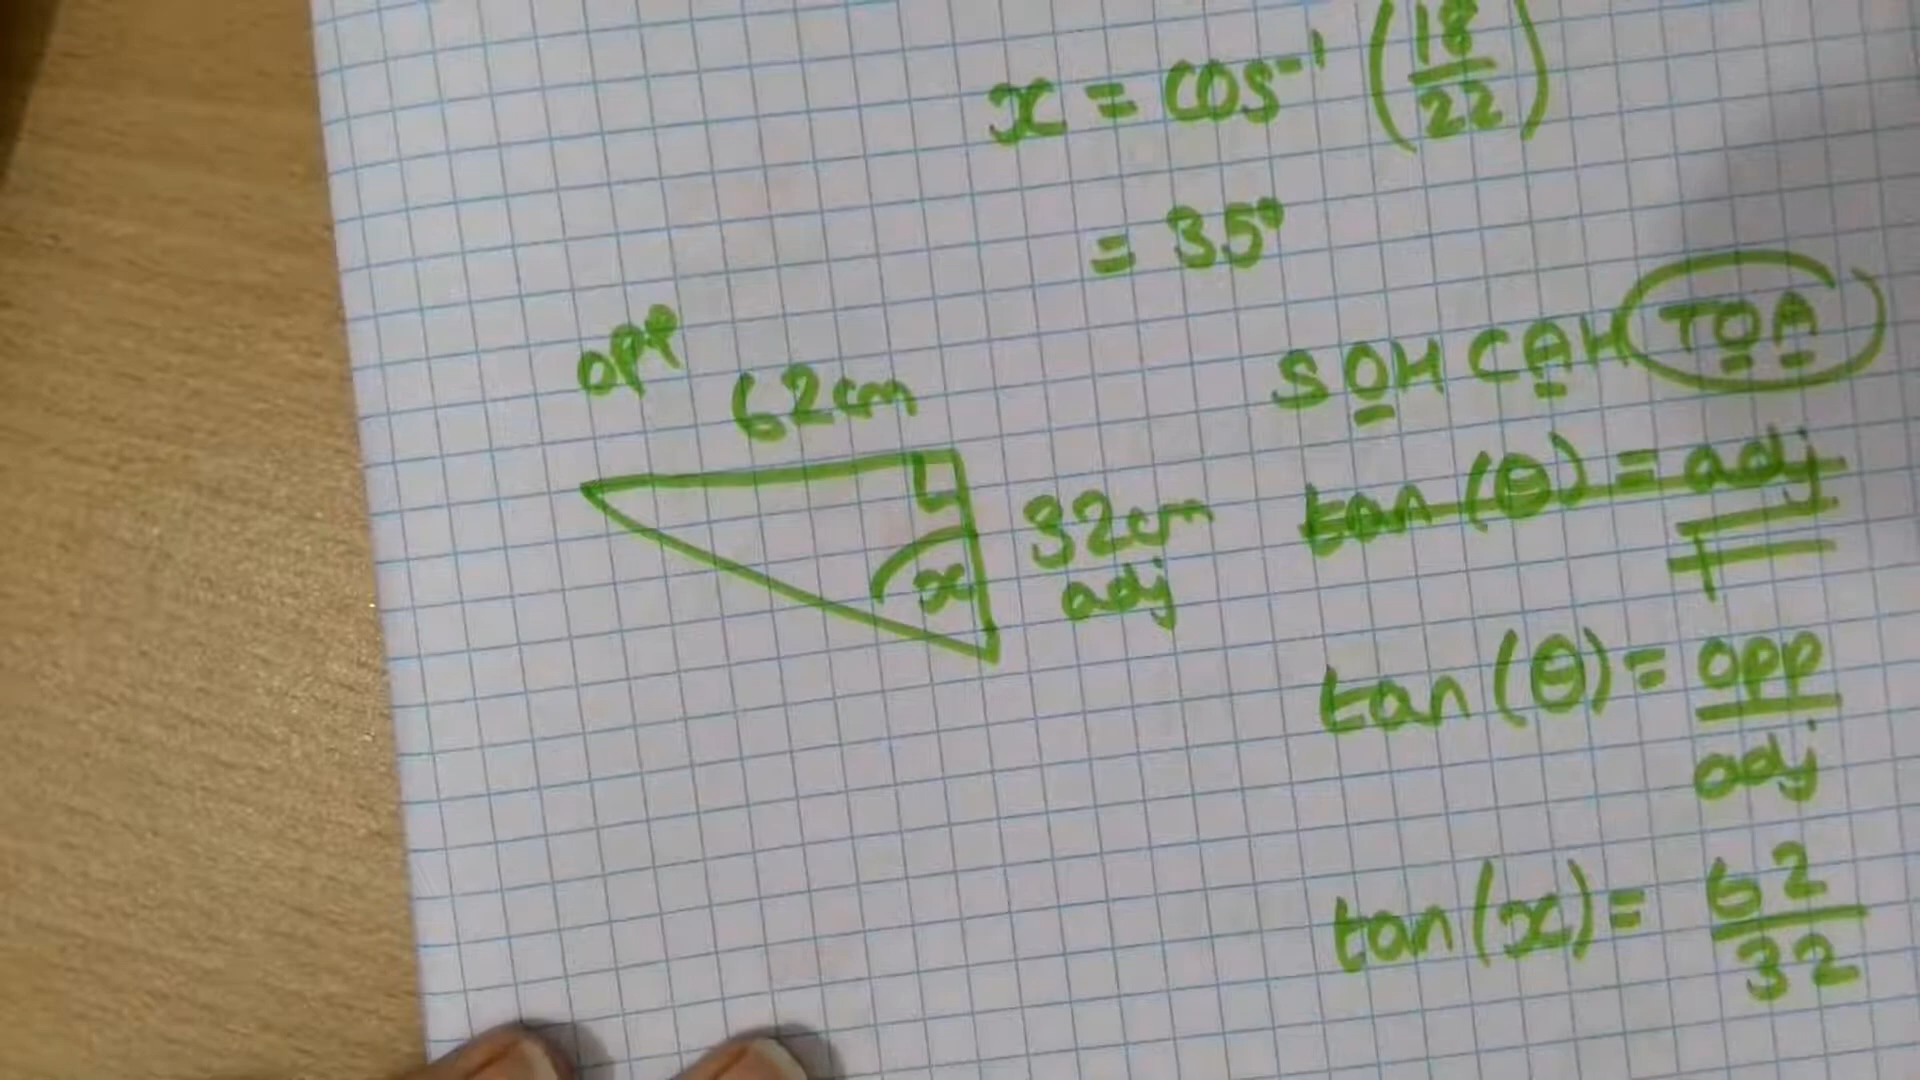 x = cos⁻¹ (18/22)
= 35°
opp
62cm
SOH CAH TOA
tan (θ) = adj
32cm
adj
x
tan (θ) = opp/adj
tan (x) = 62/32